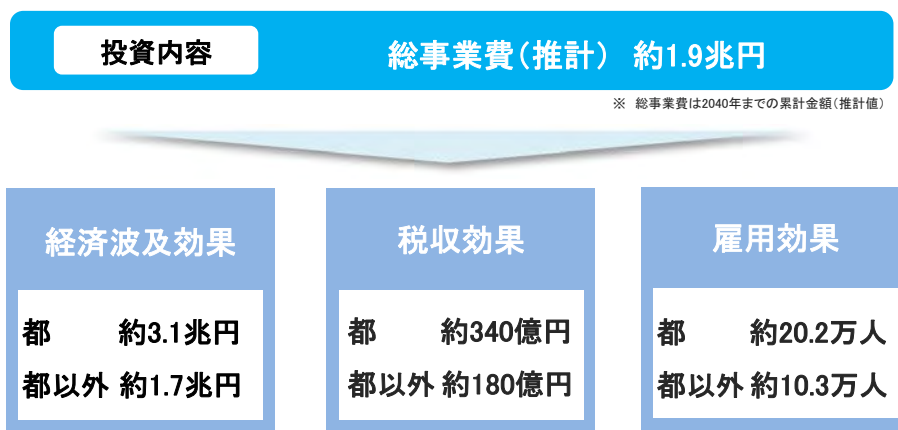 投資内容
総事業費（推計） 約1.9兆円
※ 総事業費は2040年までの累計金額（推計値）
経済波及効果
都 約3.1兆円
都以外 約1.7兆円
税収効果
都 約340億円
都以外 約180億円
雇用効果
都 約20.2万人
都以外 約10.3万人